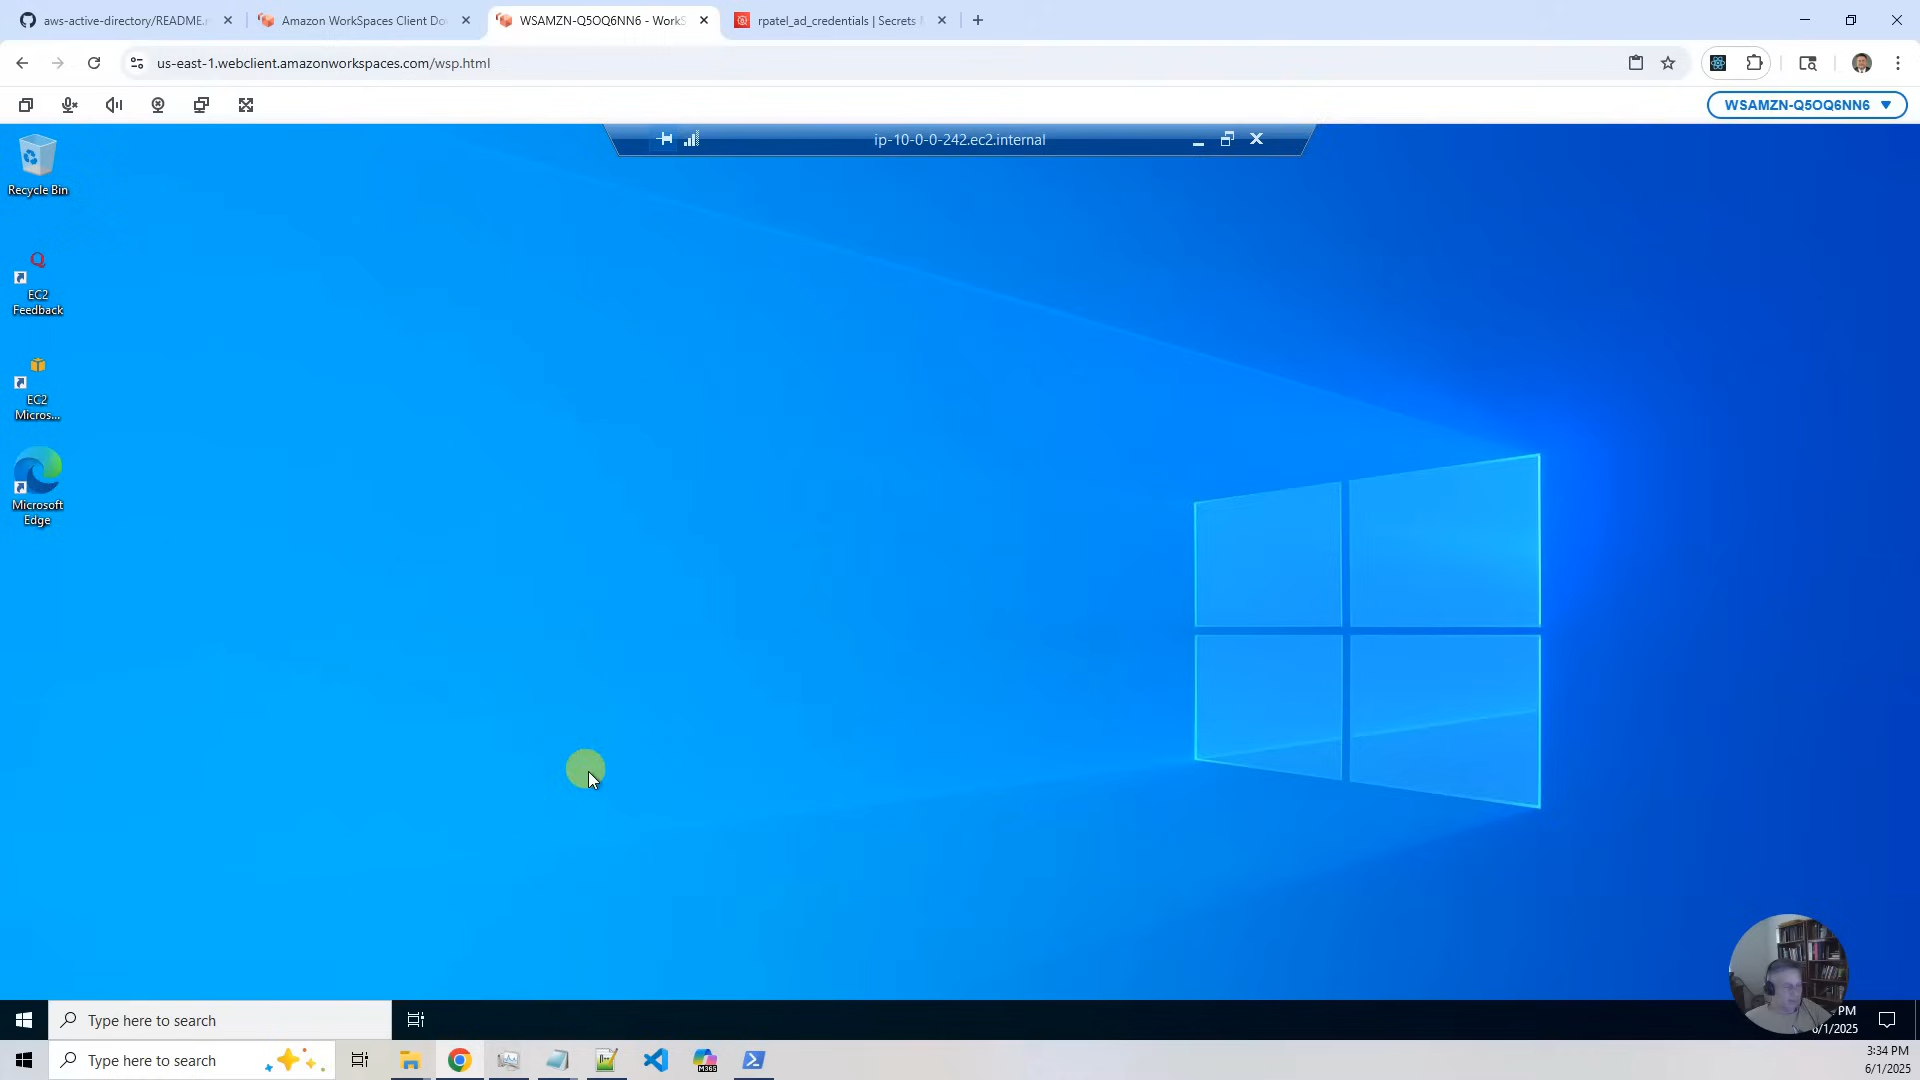 aws-active-directory/README.
Amazon WorkSpaces Client Do
WSAMZN-Q5OQ6NN6 - WorkS
rpatel_ad_credentials | Secrets
us-east-1.webclient.amazonworkspaces.com/wsp.html
WSAMZN-Q5OQ6NN6
ip-10-0-0-242.ec2.internal
Recycle Bin
EC2
Feedback
EC2
Micros...
Microsoft
Edge
Type here to search
PM
6/1/2025
Type here to search
M365
3:34 PM
6/1/2025